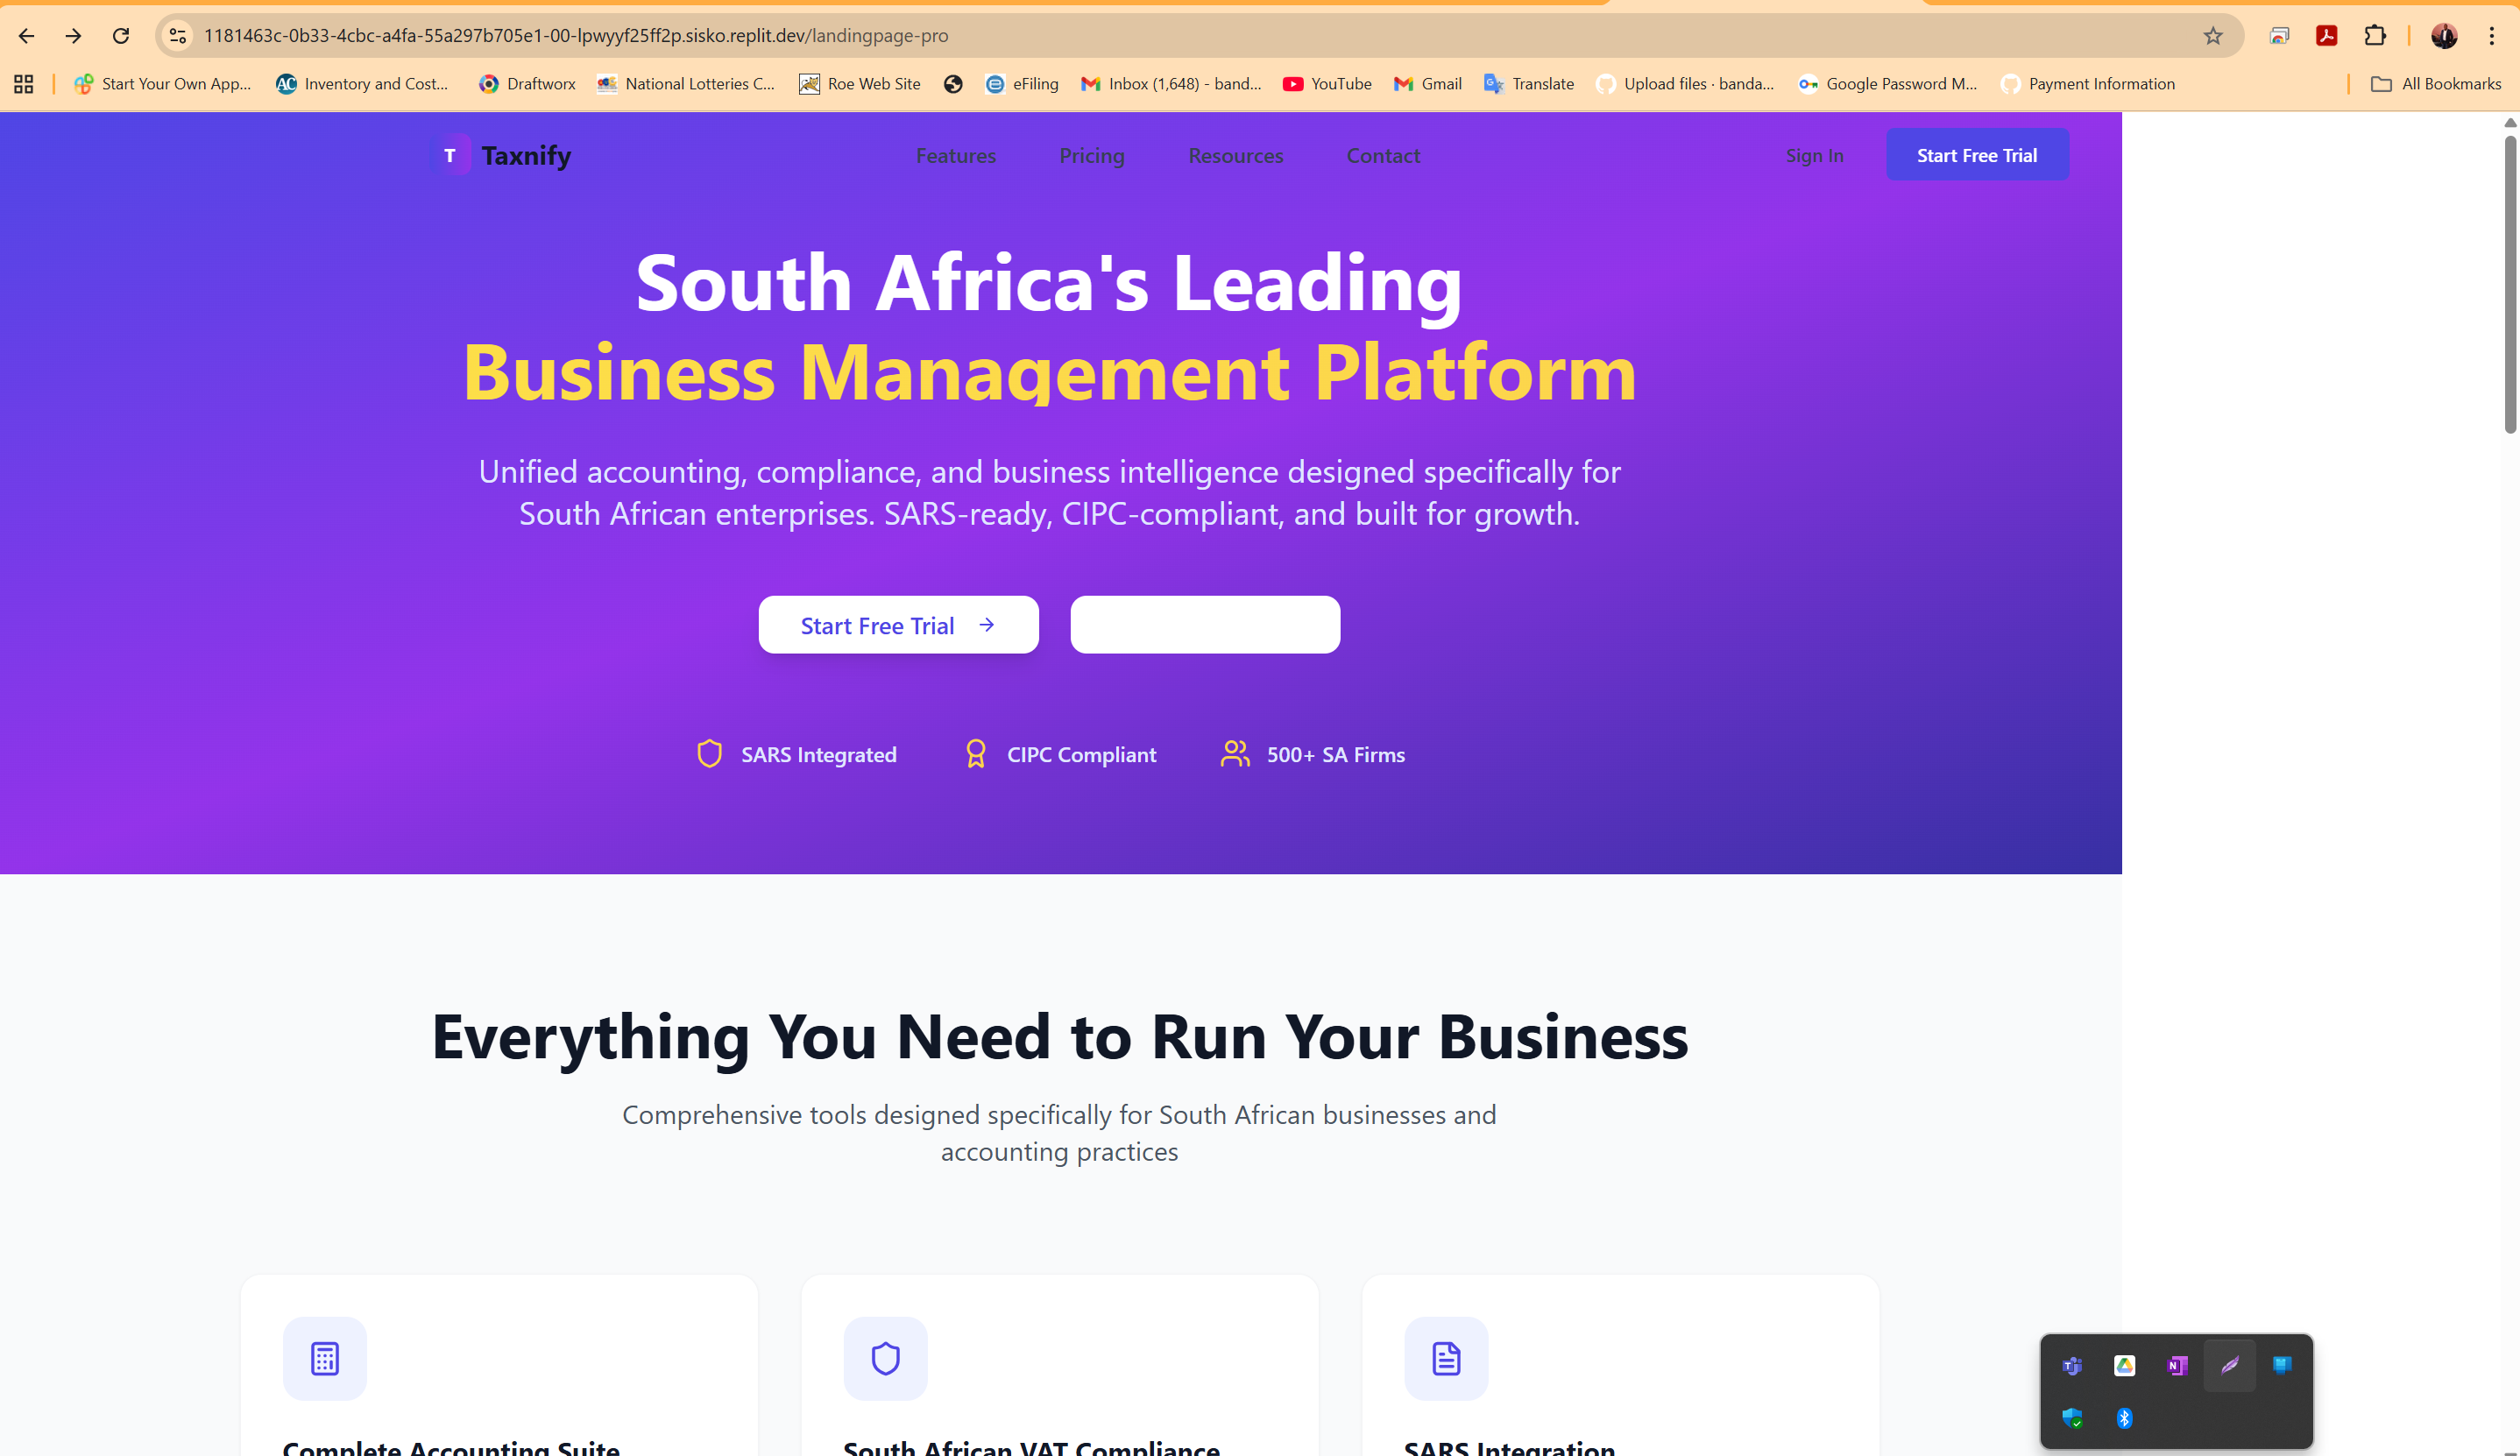 1181463c-0b33-4cbc-a4fa-55a297b705e1-00-lpwyyf25ff2p.sisko.replit.dev/landingpage-pro
Start Your Own App...
AC
Inventory and Cost...
Draftworx
National Lotteries C...
Roe Web Site
eFiling
Inbox (1,648) - band...
YouTube
Gmail
Translate
Upload files · banda...
Google Password M...
Payment Information
All Bookmarks
T
Taxnify
Features
Pricing
Resources
Contact
Sign In
Start Free Trial
South Africa's Leading
Business Management Platform
Unified accounting, compliance, and business intelligence designed specifically for
South African enterprises. SARS-ready, CIPC-compliant, and built for growth.
Start Free Trial →
SARS Integrated
CIPC Compliant
500+ SA Firms
Everything You Need to Run Your Business
Comprehensive tools designed specifically for South African businesses and
accounting practices
Complete Accounting Suite
South African VAT Compliance
SARS Integration